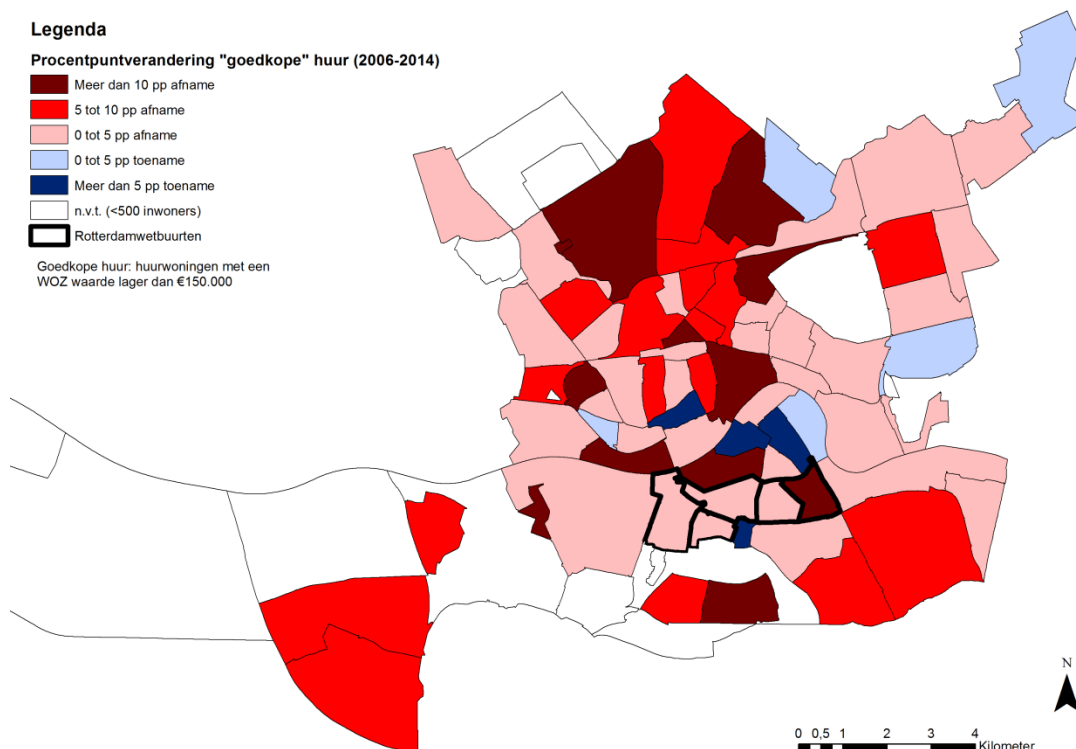 Legenda
Procentpuntverandering "goedkope" huur (2006-2014)
Meer dan 10 pp afname
5 tot 10 pp afname
0 tot 5 pp afname
0 tot 5 pp toename
Meer dan 5 pp toename
n.v.t. (<500 inwoners)
Rotterdamwetbuurten
Goedkope huur: huurwoningen met een
WOZ waarde lager dan €150.000
N
0 0,5 1 2 3 4
Kilometer